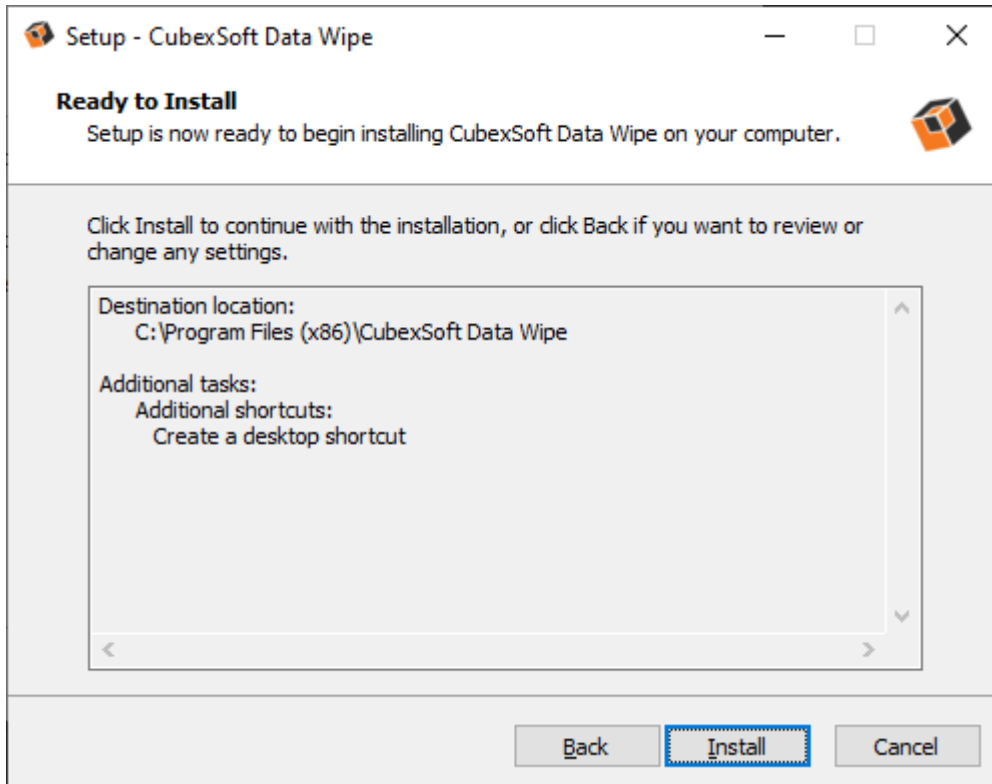 Setup - CubexSoft Data Wipe
Ready to Install
Setup is now ready to begin installing CubexSoft Data Wipe on your computer.
Click Install to continue with the installation, or click Back if you want to review or
change any settings.
Destination location:
C:\Program Files (x86)\CubexSoft Data Wipe
Additional tasks:
Additional shortcuts:
Create a desktop shortcut
Back Install Cancel